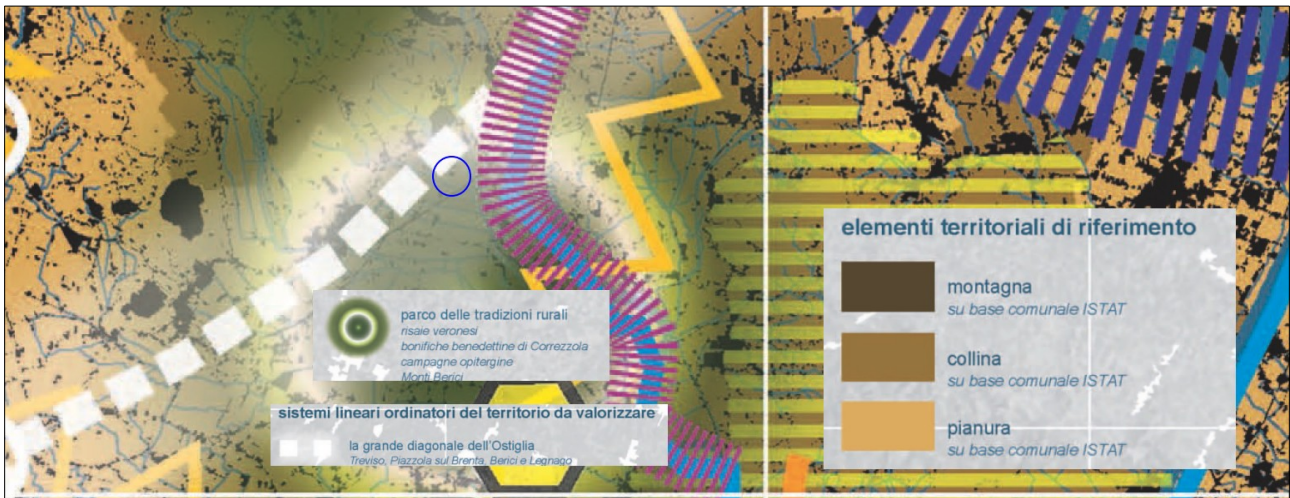 elementi territoriali di riferimento
montagna
su base comunale ISTAT
collina
su base comunale ISTAT
pianura
su base comunale ISTAT
parco delle tradizioni rurali
risaie veronesi
bonifiche benedettine di Correzzola
campagne opitergine
Monti Berici
sistemi lineari ordinatori del territorio da valorizzare
la grande diagonale dell'Ostiglia
Treviso, Piazzola sul Brenta, Berici e Legnago